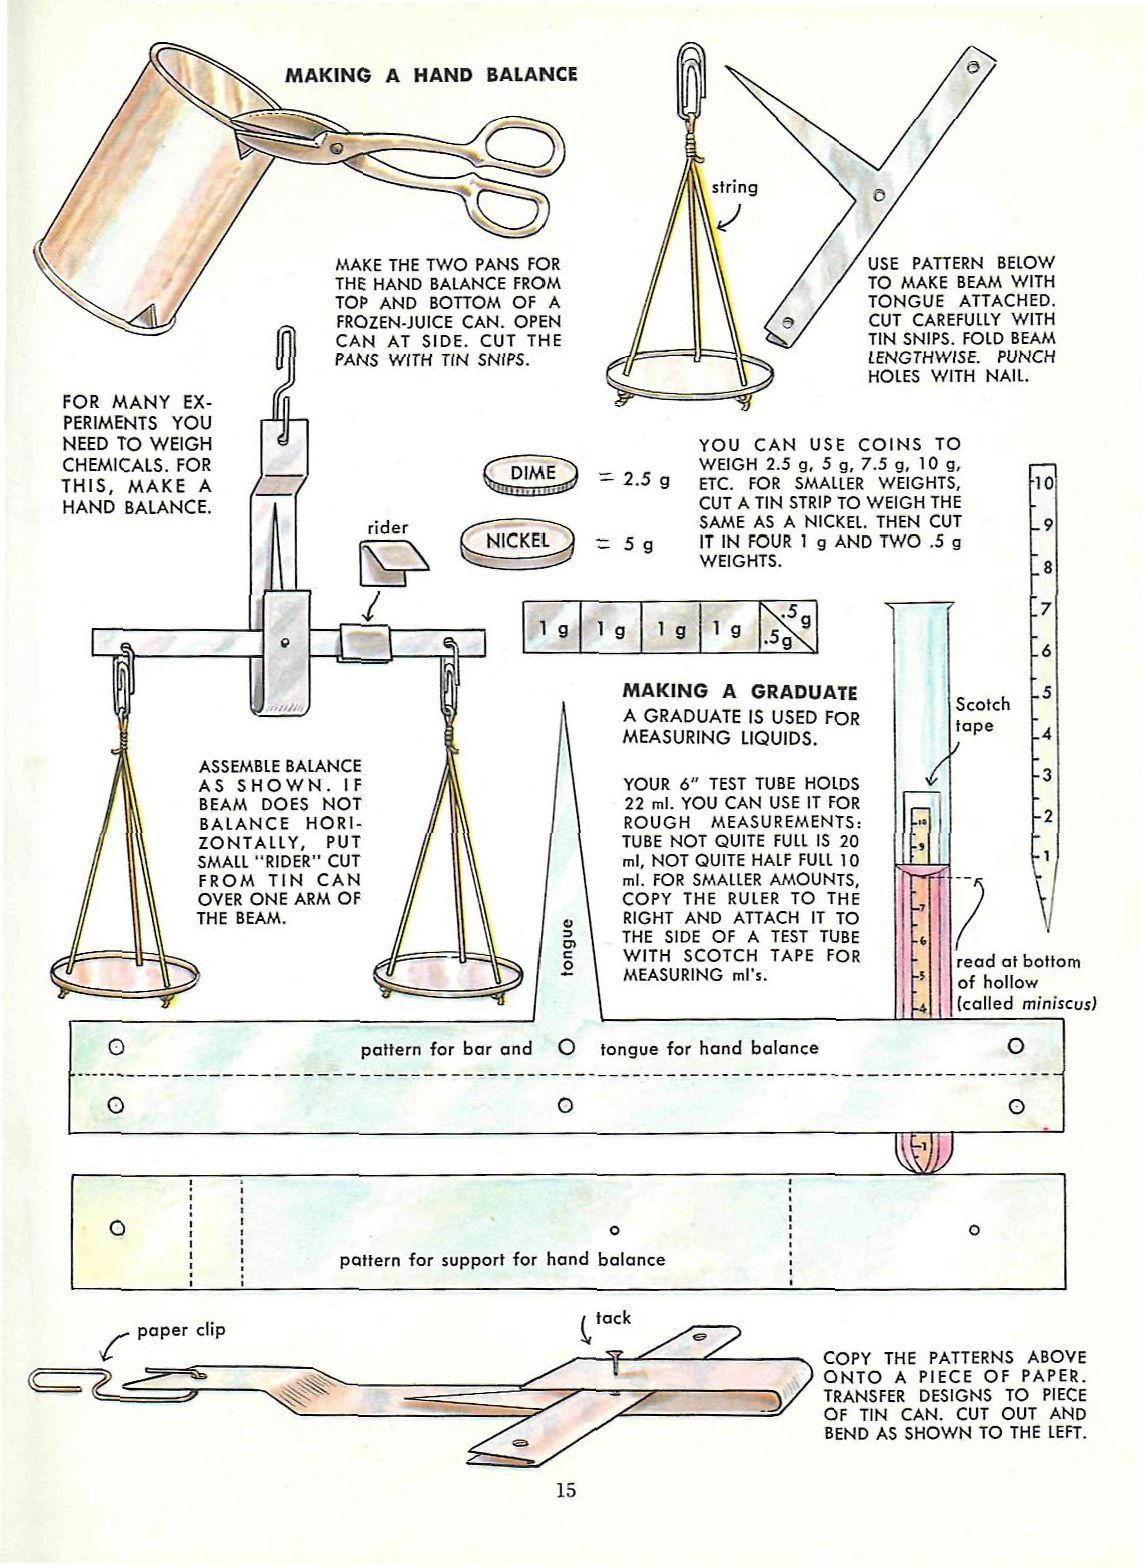 MAKING A HAND BALANCE
string
MAKE THE TWO PANS FOR
THE HAND BALANCE FROM
TOP AND BOTTOM OF A
FROZEN-JUICE CAN. OPEN
CAN AT SIDE. CUT THE
PANS WITH TIN SNIPS.
USE PATTERN BELOW
TO MAKE BEAM WITH
TONGUE ATTACHED.
CUT CAREFULLY WITH
TIN SNIPS. FOLD BEAM
LENGTHWISE. PUNCH
HOLES WITH NAIL.
FOR MANY EX-
PERIMENTS YOU
NEED TO WEIGH
CHEMICALS. FOR
THIS, MAKE A
HAND BALANCE.
rider
DIME = 2.5 g
NICKEL = 5 g
YOU CAN USE COINS TO
WEIGH 2.5 g, 5 g, 7.5 g, 10 g,
ETC. FOR SMALLER WEIGHTS,
CUT A TIN STRIP TO WEIGH THE
SAME AS A NICKEL. THEN CUT
IT IN FOUR 1 g AND TWO .5 g
WEIGHTS.
1 g 1 g 1 g 1 g .5 g .5 g
10
9
8
7
6
5
4
3
2
1
ASSEMBLE BALANCE
AS SHOWN. IF
BEAM DOES NOT
BALANCE HORI-
ZONTALLY, PUT
SMALL "RIDER" CUT
FROM TIN CAN
OVER ONE ARM OF
THE BEAM.
tongue
MAKING A GRADUATE
A GRADUATE IS USED FOR
MEASURING LIQUIDS.
YOUR 6" TEST TUBE HOLDS
22 ml. YOU CAN USE IT FOR
ROUGH MEASUREMENTS:
TUBE NOT QUITE FULL IS 20
ml, NOT QUITE HALF FULL 10
ml. FOR SMALLER AMOUNTS,
COPY THE RULER TO THE
RIGHT AND ATTACH IT TO
THE SIDE OF A TEST TUBE
WITH SCOTCH TAPE FOR
MEASURING ml's.
Scotch
tape
10
9
7
6
5
4
1
read at bottom
of hollow
(called miniscus)
pattern for bar and tongue for hand balance
pattern for support for hand balance
paper clip
tack
COPY THE PATTERNS ABOVE
ONTO A PIECE OF PAPER.
TRANSFER DESIGNS TO PIECE
OF TIN CAN. CUT OUT AND
BEND AS SHOWN TO THE LEFT.
15